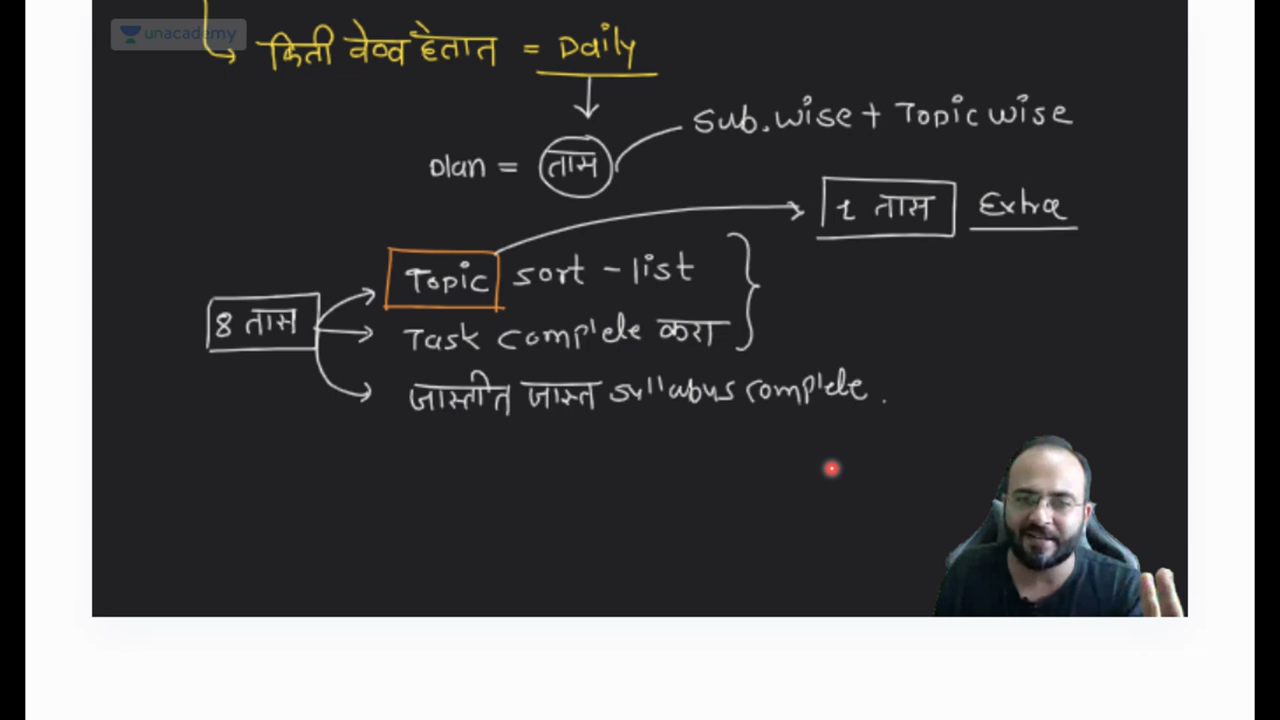 unacademy
किती वेळ देतात = Daily
Sub.wise + Topic wise
Plan = तास
1 तास Extra
Topic sort - list
8 तास
Task complete करा
जास्तीत जास्त syllabus complete.